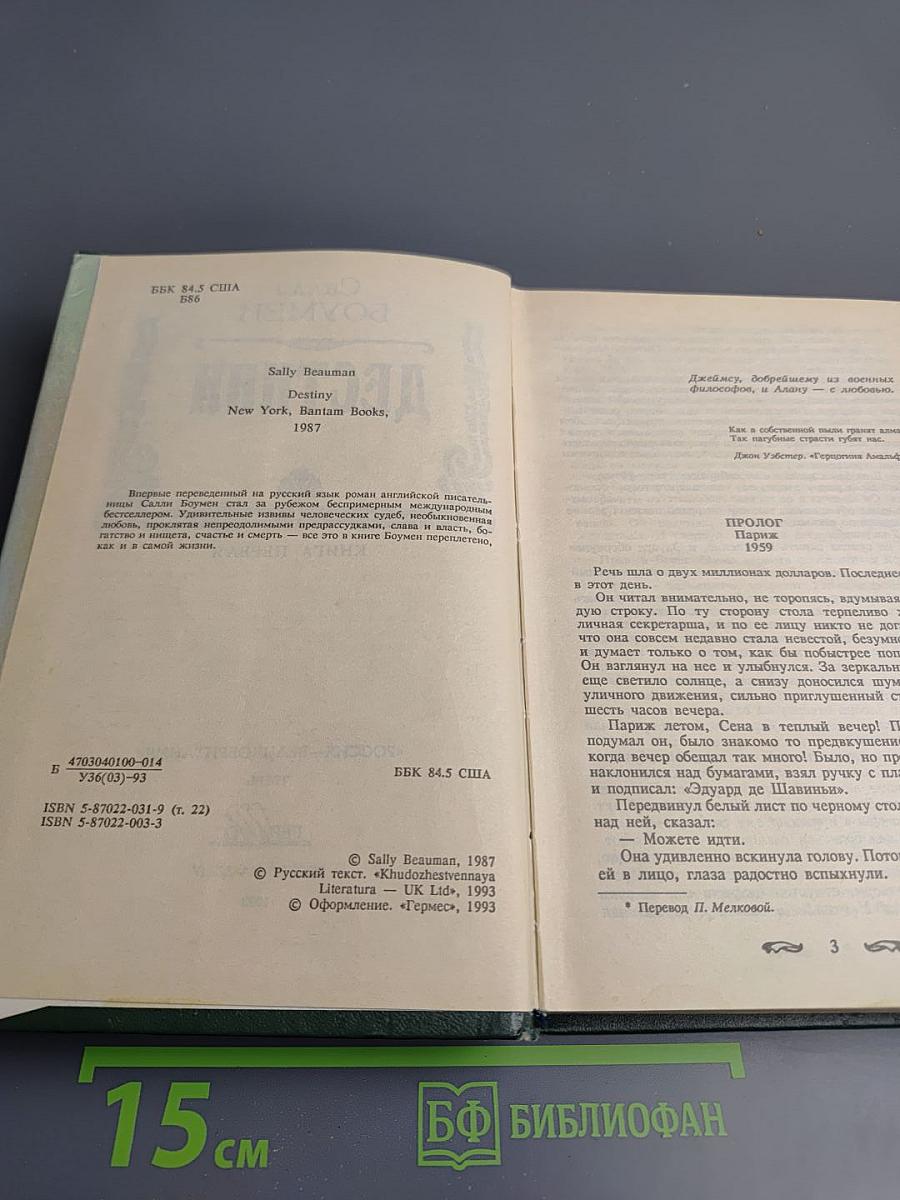 ББК 84.5 США
Б86
Sally Beauman
Destiny
New York, Bantam Books,
1987
Впервые переведенный на русский язык роман английской писатель-
ницы Салли Боумен стал за рубежом беспримерным международным
бестселлером. Удивительные извивы человеческих судеб, необыкновенная
любовь, проклятая непреодолимыми предрассудками, слава и власть, бо-
гатство и нищета, счастье и смерть — все это в книге Боумен переплетено,
как и в самой жизни.
Б 4703040100–014
У36(03)–93
ББК 84.5 США
ISBN 5-87022-031-9 (т. 22)
ISBN 5-87022-003-3
© Sally Beauman, 1987
© Русский текст. «Khudozhestvennaya
Literatura — UK Ltd», 1993
© Оформление. «Гермес», 1993
Джеймсу, добрейшему из военных
философов, и Алану — с любовью.
Как в собственной пыли гранят алма
Так пагубные страсти губят нас.
Джон Уэбстер. «Герцогиня Амальф
ПРОЛОГ
Париж
1959
Речь шла о двух миллионах долларов. Последнее
в этот день.
Он читал внимательно, не торопясь, вдумывая
дую строку. По ту сторону стола терпеливо
личная секретарша, и по ее лицу никто не дог
что она совсем недавно стала невестой, безумно
и думает только о том, как бы побыстрее поп
Он взглянул на нее и улыбнулся. За зеркальн
еще светило солнце, а снизу доносился шум
уличного движения, сильно приглушенный ст
шесть часов вечера.
Париж летом, Сена в теплый вечер! П
подумал он, было знакомо то предвкушени
когда вечер обещал так много! Было, но пр
наклонился над бумагами, взял ручку с пла
и подписал: «Эдуард де Шавиньи».
Передвинул белый лист по черному стол
над ней, сказал:
— Можете идти.
Она удивленно вскинула голову. Пото
ей в лицо, глаза радостно вспыхнули.
* Перевод П. Мелковой.
3
15 см
БФ БИБЛИОФАН